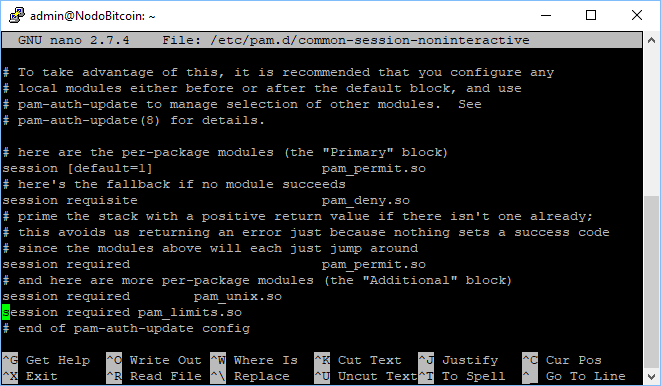 admin@NodoBitcoin: ~
GNU nano 2.7.4    File: /etc/pam.d/common-session-noninteractive
# To take advantage of this, it is recommended that you configure any
# local modules either before or after the default block, and use
# pam-auth-update to manage selection of other modules.  See
# pam-auth-update(8) for details.
# here are the per-package modules (the "Primary" block)
session [default=1]                     pam_permit.so
# here's the fallback if no module succeeds
session requisite                       pam_deny.so
# prime the stack with a positive return value if there isn't one already;
# this avoids us returning an error just because nothing sets a success code
# since the modules above will each just jump around
session required                        pam_permit.so
# and here are more per-package modules (the "Additional" block)
session required        pam_unix.so
session required pam_limits.so
# end of pam-auth-update config
^G Get Help  ^O Write Out ^W Where Is  ^K Cut Text  ^J Justify   ^C Cur Pos
^X Exit      ^R Read File ^\ Replace   ^U Uncut Text^T To Spell  ^_ Go To Line